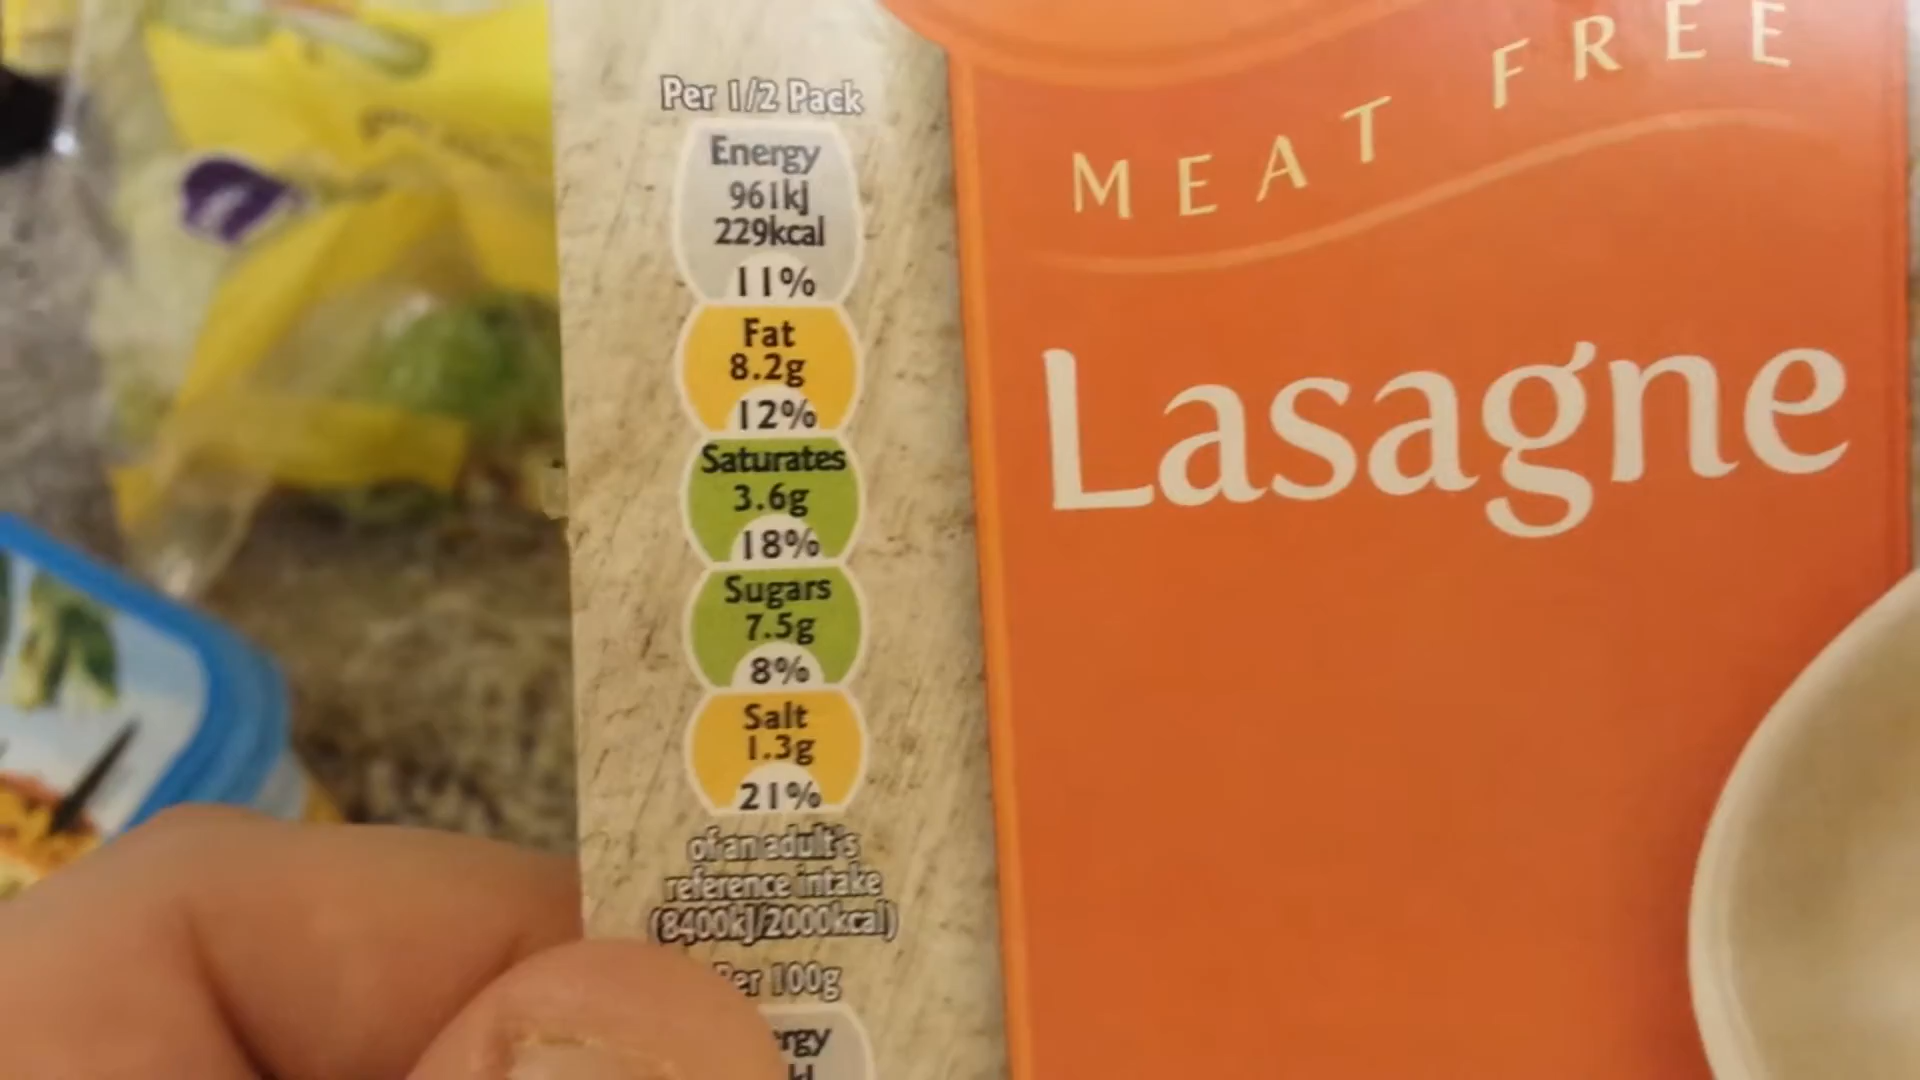 Per 1/2 Pack
Energy
961kJ
229kcal
11%
Fat
8.2g
12%
Saturates
3.6g
18%
Sugars
7.5g
8%
Salt
1.3g
21%
of an adult's
reference intake
(8400kJ/2000kcal)
Per 100g
MEAT FREE
Lasagne